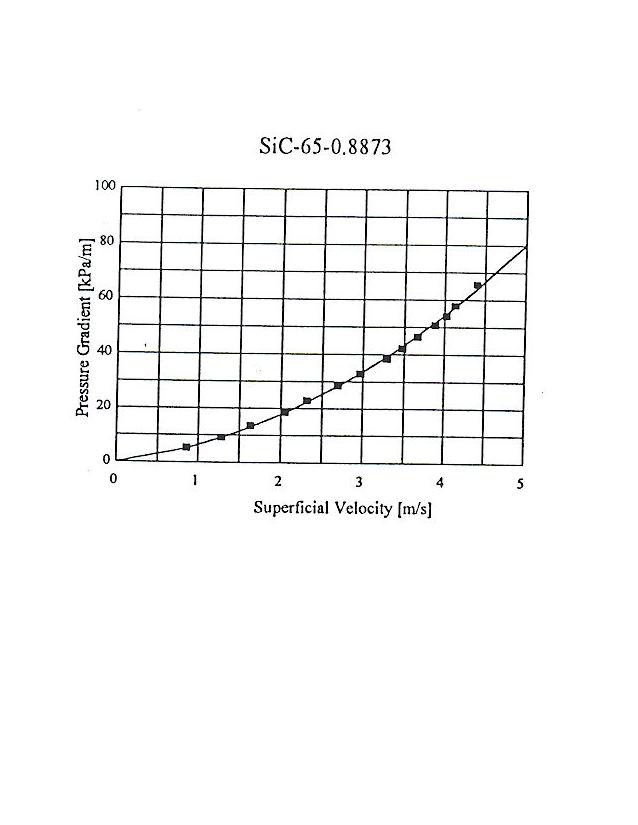 SiC-65-0.8873
100
80
60
40
20
0
Pressure Gradient [kPa/m]
0 1 2 3 4 5
Superficial Velocity [m/s]